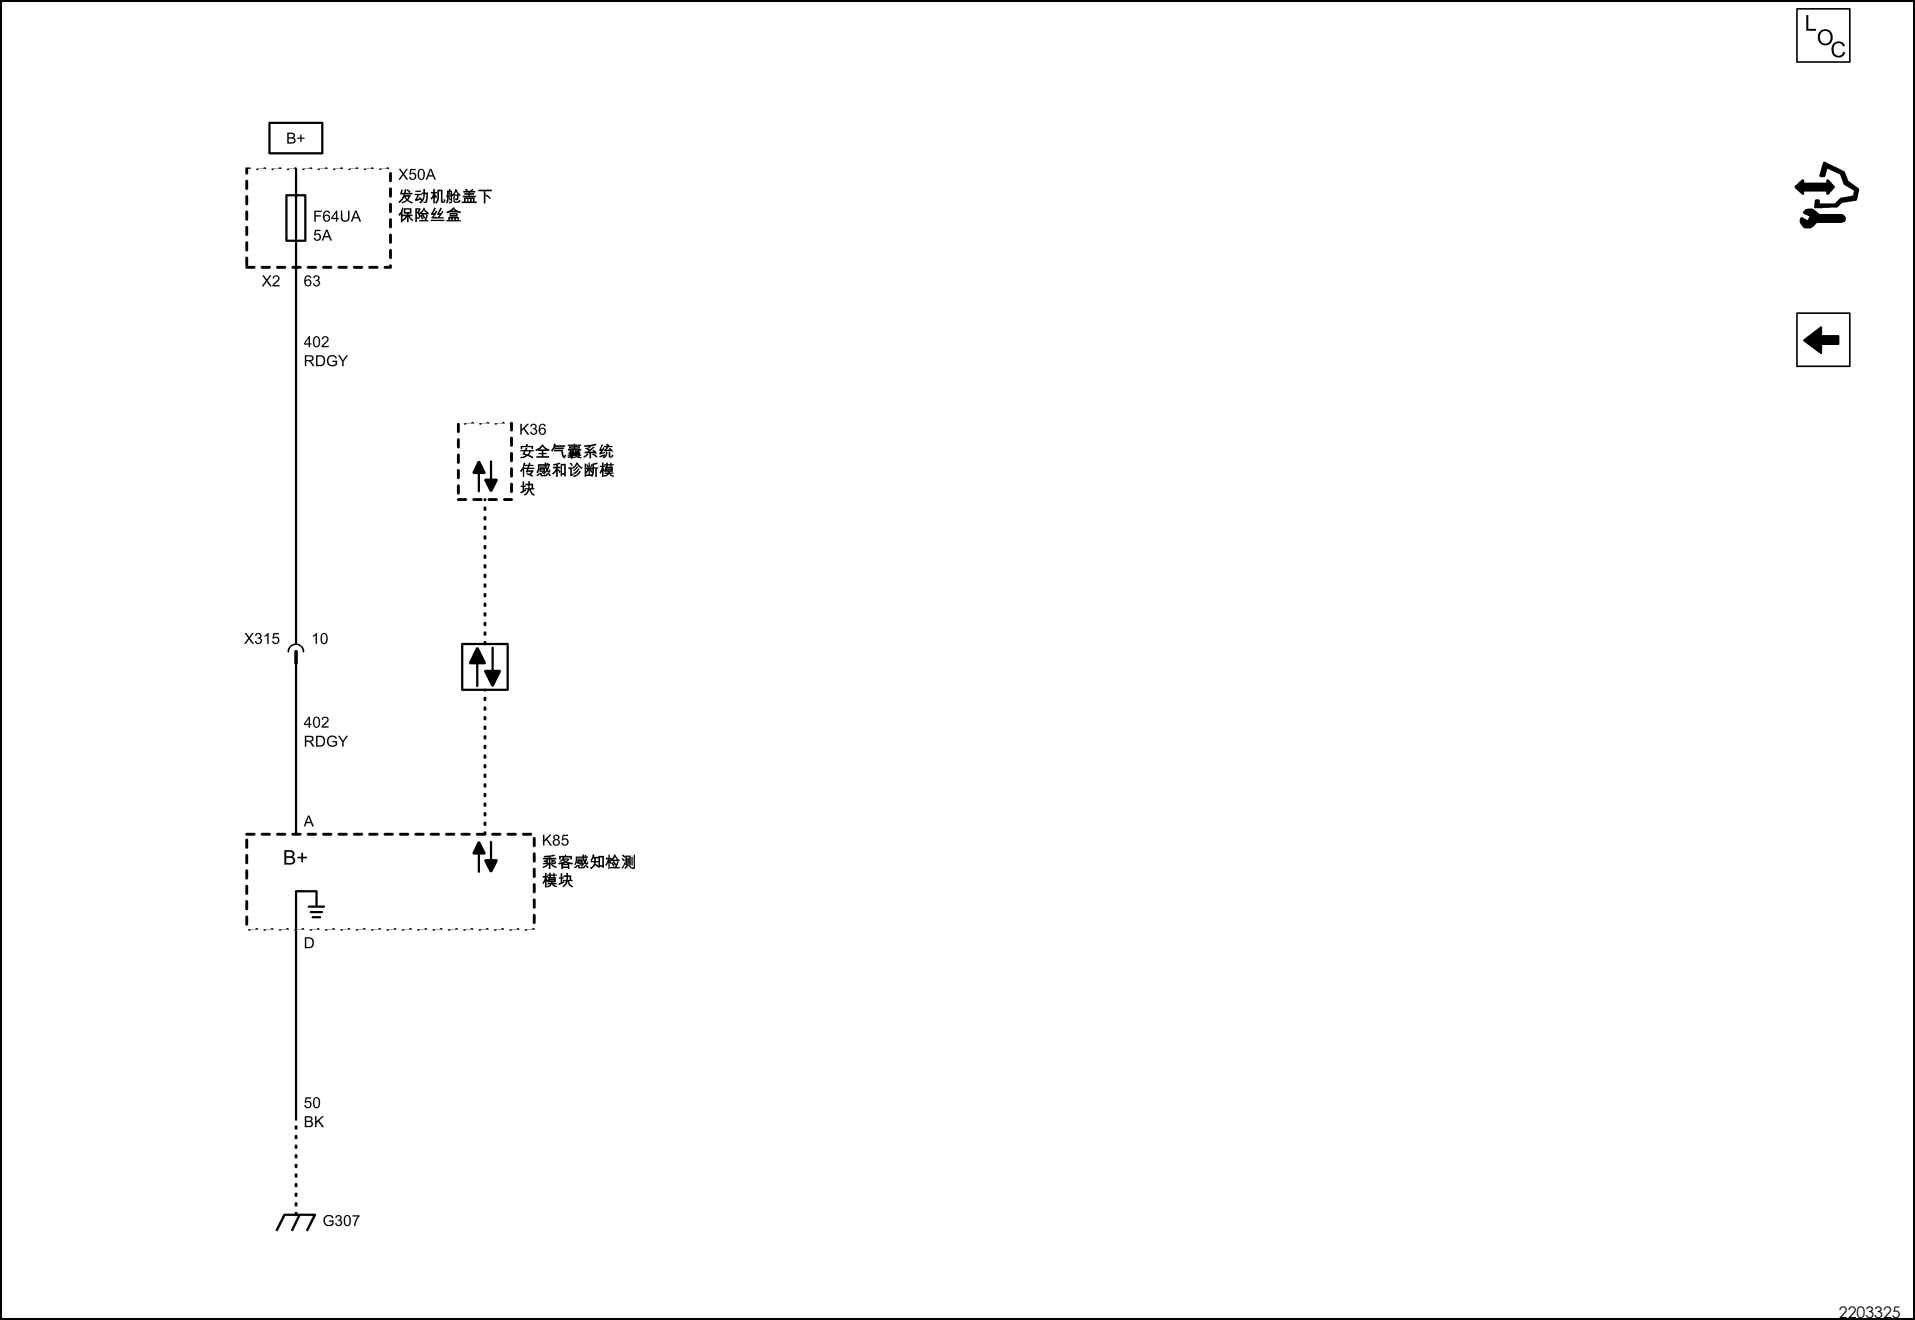 LOC
B+
X50A
发动机舱盖下
保险丝盒
F64UA
5A
X2 63
402
RDGY
K36
安全气囊系统
传感和诊断模
块
X315 10
402
RDGY
A
K85
B+
乘客感知检测
模块
D
50
BK
G307
2203325